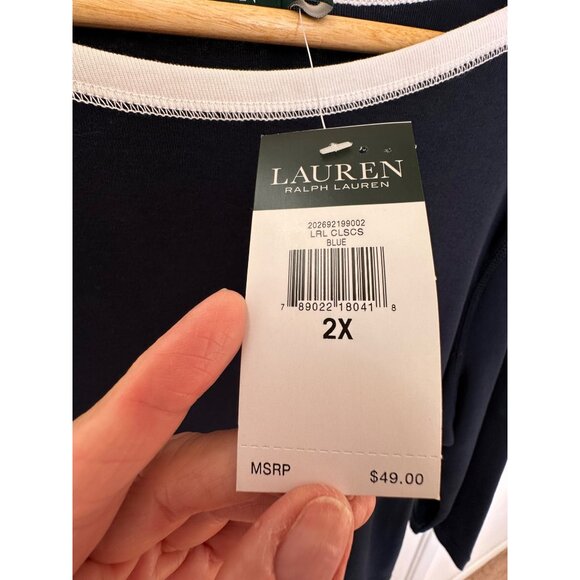 LAUREN
RALPH LAUREN
202692199002
LRL CLSCS
BLUE
7 89022 18041 8
2X
MSRP $49.00